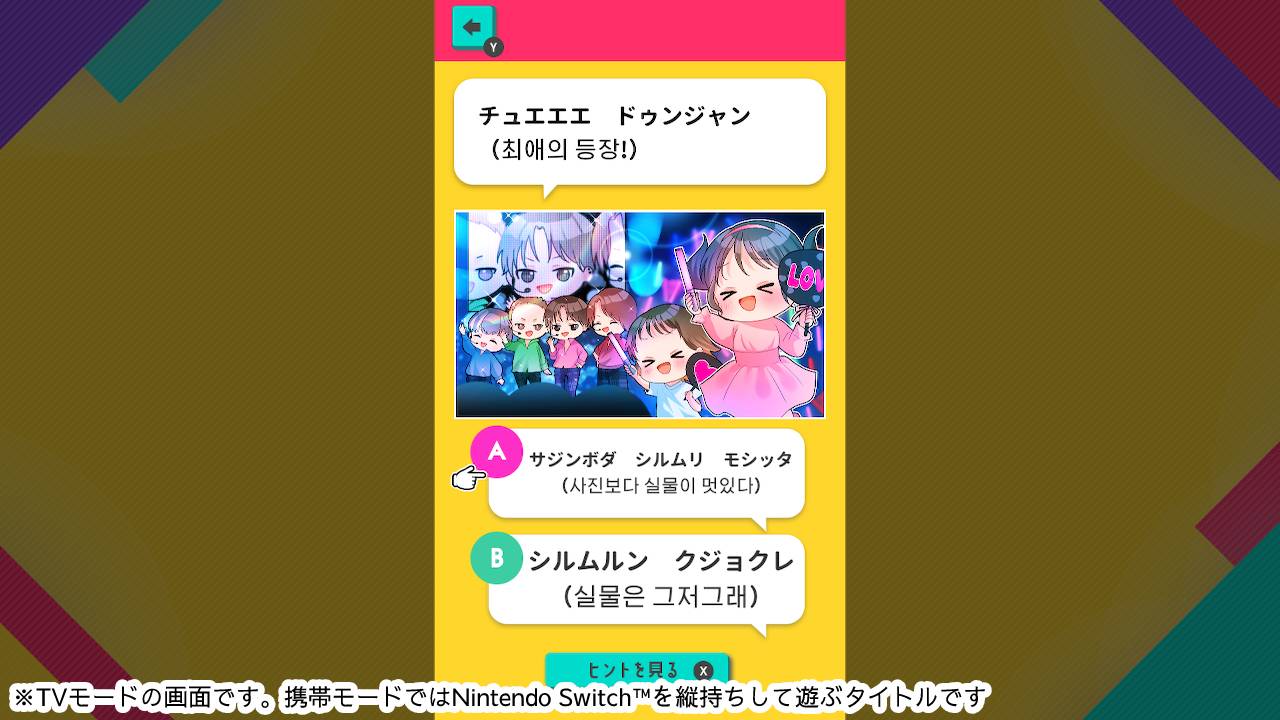 Y
チュエエエ　ドゥンジャン
（최애의 등장!）
LOV
A
サジンボダ　シルムリ　モシッタ
（사진보다 실물이 멋있다）
B
シルムルン　クジョクレ
（실물은 그저그래）
ヒントを見る X
※TVモードの画面です。携帯モードではNintendo Switch™を縦持ちして遊ぶタイトルです